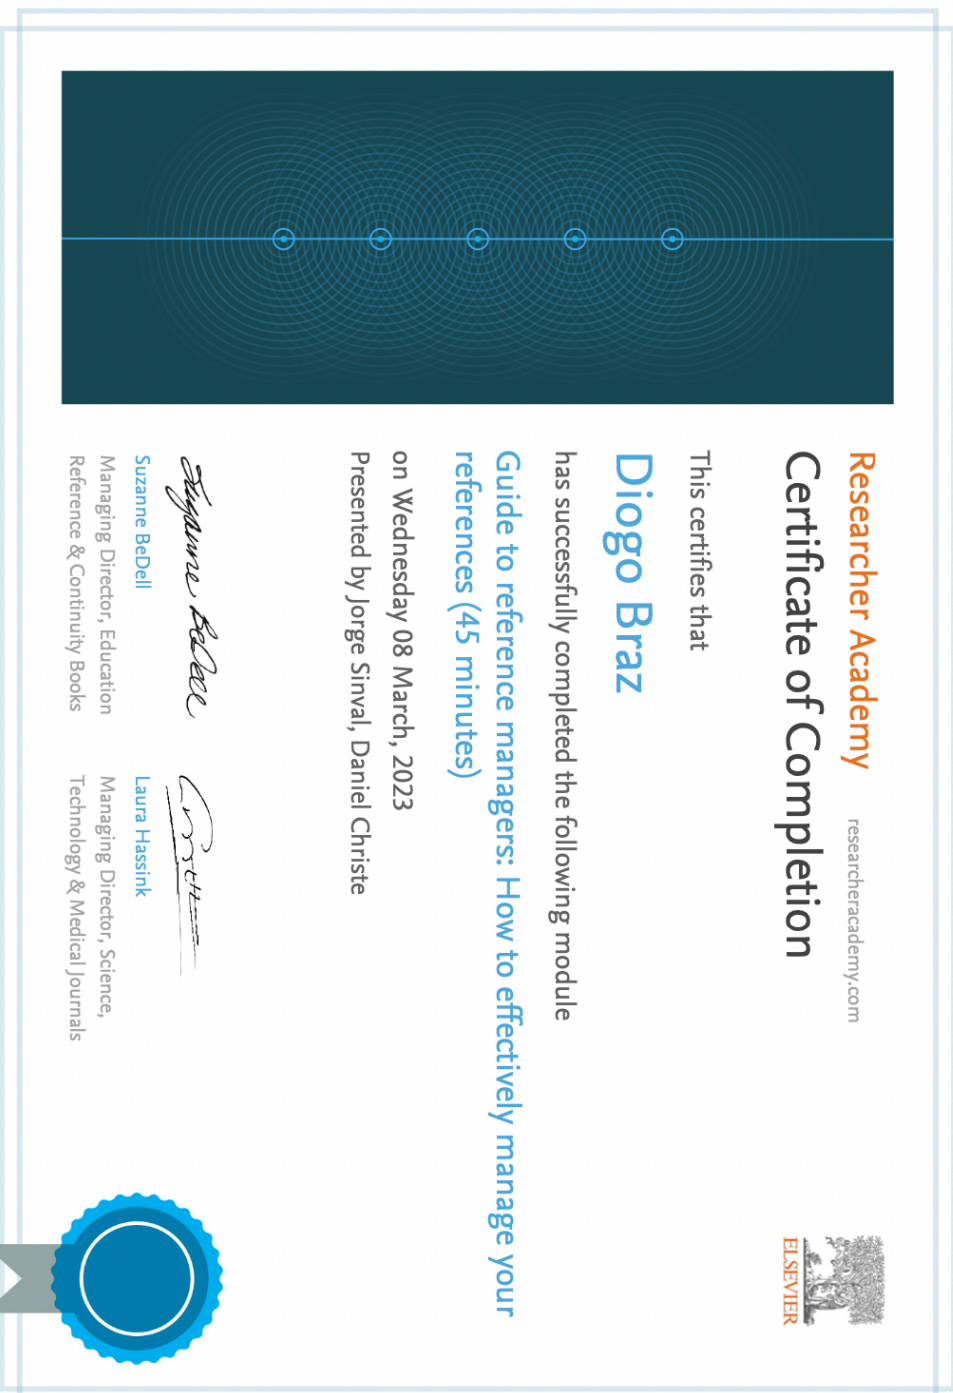 Researcher Academy researcheracademy.com
Certificate of Completion
ELSEVIER
This certifies that
Diogo Braz
has successfully completed the following module
Guide to reference managers: How to effectively manage your
references (45 minutes)
on Wednesday 08 March, 2023
Presented by Jorge Sinval, Daniel Christe
Suzanne BeDell
Suzanne BeDell
Managing Director, Education
Reference & Continuity Books
Laura Hassink
Managing Director, Science,
Technology & Medical Journals